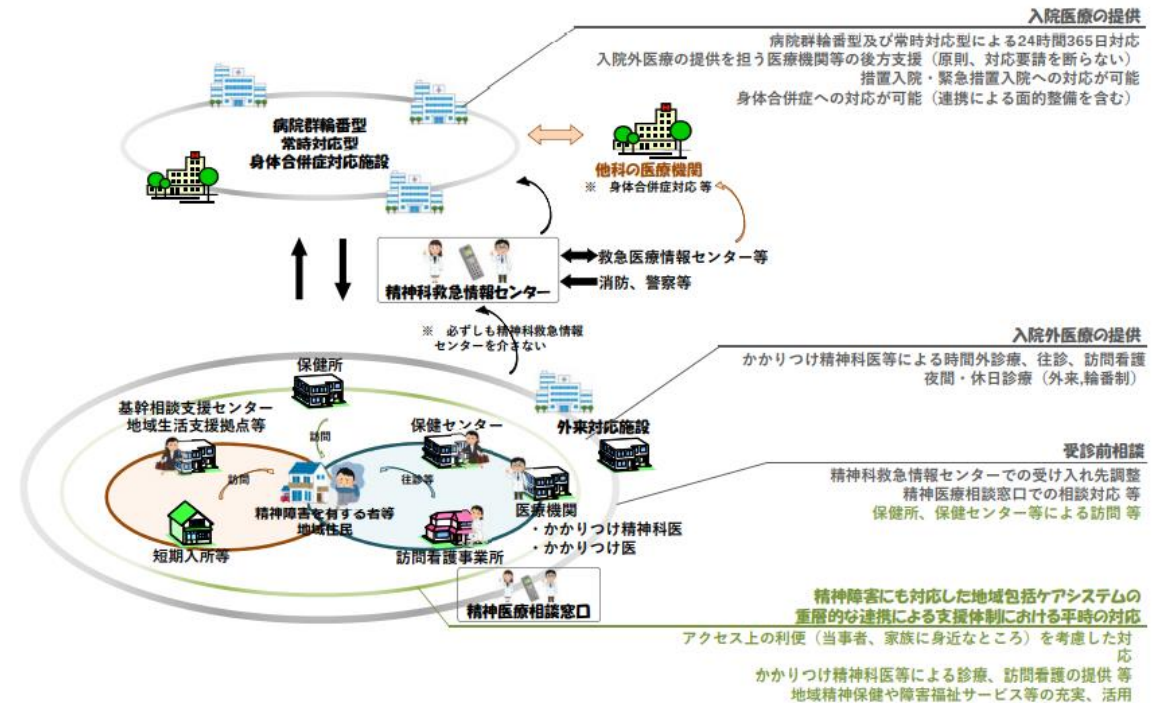 入院医療の提供
病院群輪番型及び常時対応型による24時間365日対応
入院外医療の提供を担う医療機関等の後方支援（原則、対応要請を断らない）
措置入院・緊急措置入院への対応が可能
身体合併症への対応が可能（連携による面的整備を含む）
病院群輪番型
常時対応型
身体合併症対応施設
他科の医療機関
※　身体合併症対応 等
救急医療情報センター等
消防、警察等
精神科救急情報センター
※　必ずしも精神科救急情報
センターを介さない
入院外医療の提供
かかりつけ精神科医等による時間外診療、往診、訪問看護
夜間・休日診療（外来,輪番制）
保健所
基幹相談支援センター
地域生活支援拠点等
訪問
保健センター
外来対応施設
訪問
往診等
精神障害を有する者等
地域住民
医療機関
・かかりつけ精神科医
・かかりつけ医
短期入所等
訪問看護事業所
精神医療相談窓口
受診前相談
精神科救急情報センターでの受け入れ先調整
精神医療相談窓口での相談対応 等
保健所、保健センター等による訪問 等
精神障害にも対応した地域包括ケアシステムの
重層的な連携による支援体制における平時の対応
アクセス上の利便（当事者、家族に身近なところ）を考慮した対
応
かかりつけ精神科医等による診療、訪問看護の提供 等
地域精神保健や障害福祉サービス等の充実、活用